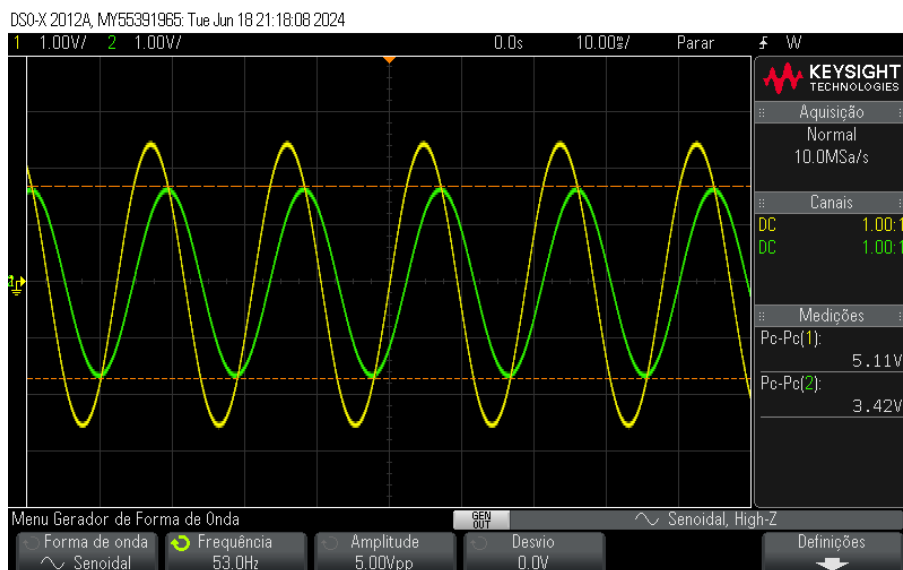 DSO-X 2012A, MY55391965: Tue Jun 18 21:18:08 2024
1 1.00V/ 2 1.00V/ 0.0s 10.00ms/ Parar W
KEYSIGHT
TECHNOLOGIES
Aquisição
Normal
10.0MSa/s
Canais
DC 1.00:1
DC 1.00:1
Medições
Pc-Pc(1):
5.11V
Pc-Pc(2):
3.42V
Menu Gerador de Forma de Onda
GEN OUT
Senoidal, High-Z
Forma de onda
Senoidal
Frequência
53.0Hz
Amplitude
5.00Vpp
Desvio
0.0V
Definições